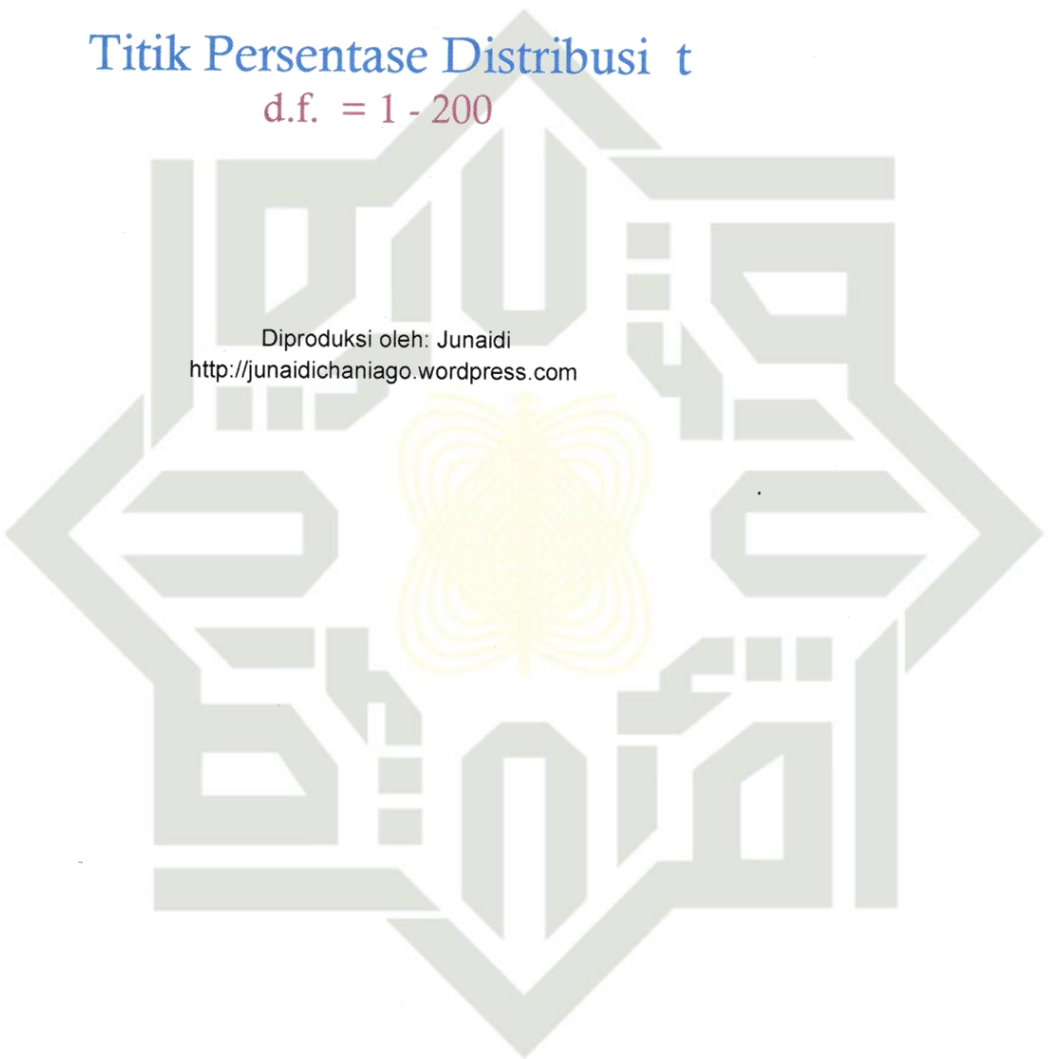 Titik Persentase Distribusi t
d.f. = 1 - 200
Diproduksi oleh: Junaidi
http://junaidichaniago.wordpress.com